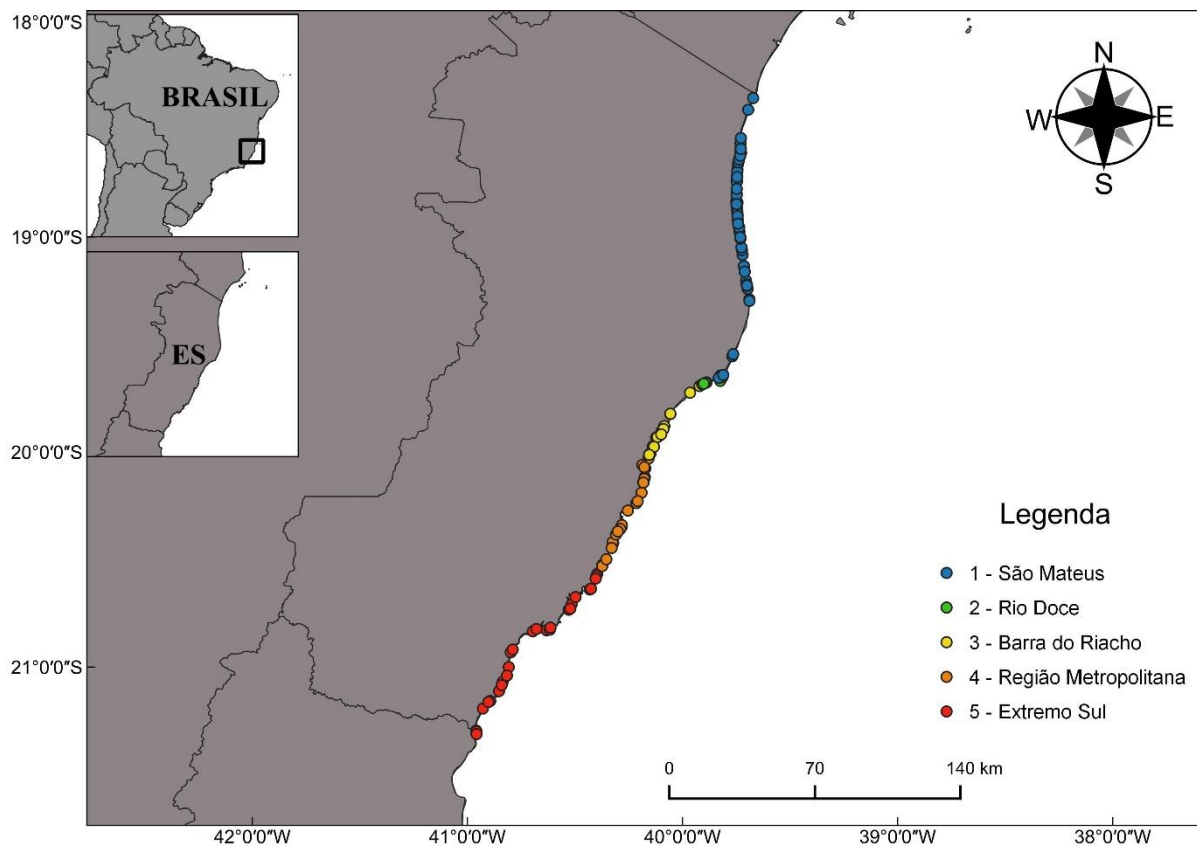 18°0'0"S
BRASIL
N
W
E
S
19°0'0"S
ES
20°0'0"S
Legenda
1 - São Mateus
2 - Rio Doce
3 - Barra do Riacho
21°0'0"S
4 - Região Metropolitana
5 - Extremo Sul
0 70 140 km
42°0'0"W 41°0'0"W 40°0'0"W 39°0'0"W 38°0'0"W